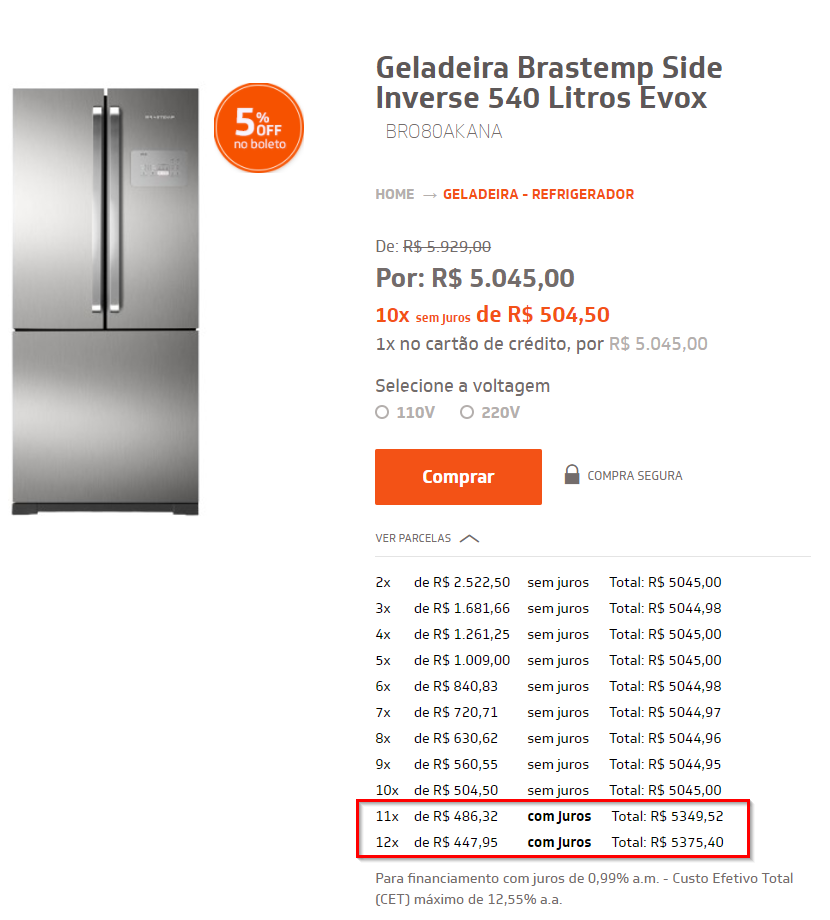 Geladeira Brastemp Side
Inverse 540 Litros Evox
BRO80AKANA
5% OFF
no boleto
BRASTEMP
HOME → GELADEIRA - REFRIGERADOR
De: R$ 5.929,00
Por: R$ 5.045,00
10x sem juros de R$ 504,50
1x no cartão de crédito, por R$ 5.045,00
Selecione a voltagem
110V 220V
Comprar COMPRA SEGURA
VER PARCELAS
2x de R$ 2.522,50 sem juros Total: R$ 5045,00
3x de R$ 1.681,66 sem juros Total: R$ 5044,98
4x de R$ 1.261,25 sem juros Total: R$ 5045,00
5x de R$ 1.009,00 sem juros Total: R$ 5045,00
6x de R$ 840,83 sem juros Total: R$ 5044,98
7x de R$ 720,71 sem juros Total: R$ 5044,97
8x de R$ 630,62 sem juros Total: R$ 5044,96
9x de R$ 560,55 sem juros Total: R$ 5044,95
10x de R$ 504,50 sem juros Total: R$ 5045,00
11x de R$ 486,32 com juros Total: R$ 5349,52
12x de R$ 447,95 com juros Total: R$ 5375,40
Para financiamento com juros de 0,99% a.m. - Custo Efetivo Total
(CET) máximo de 12,55% a.a.